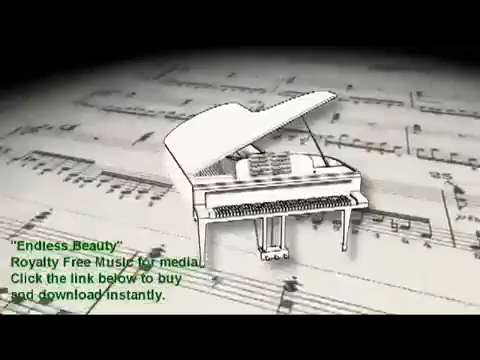 "Endless Beauty"
Royalty Free Music for media.
Click the link below to buy
and download instantly.